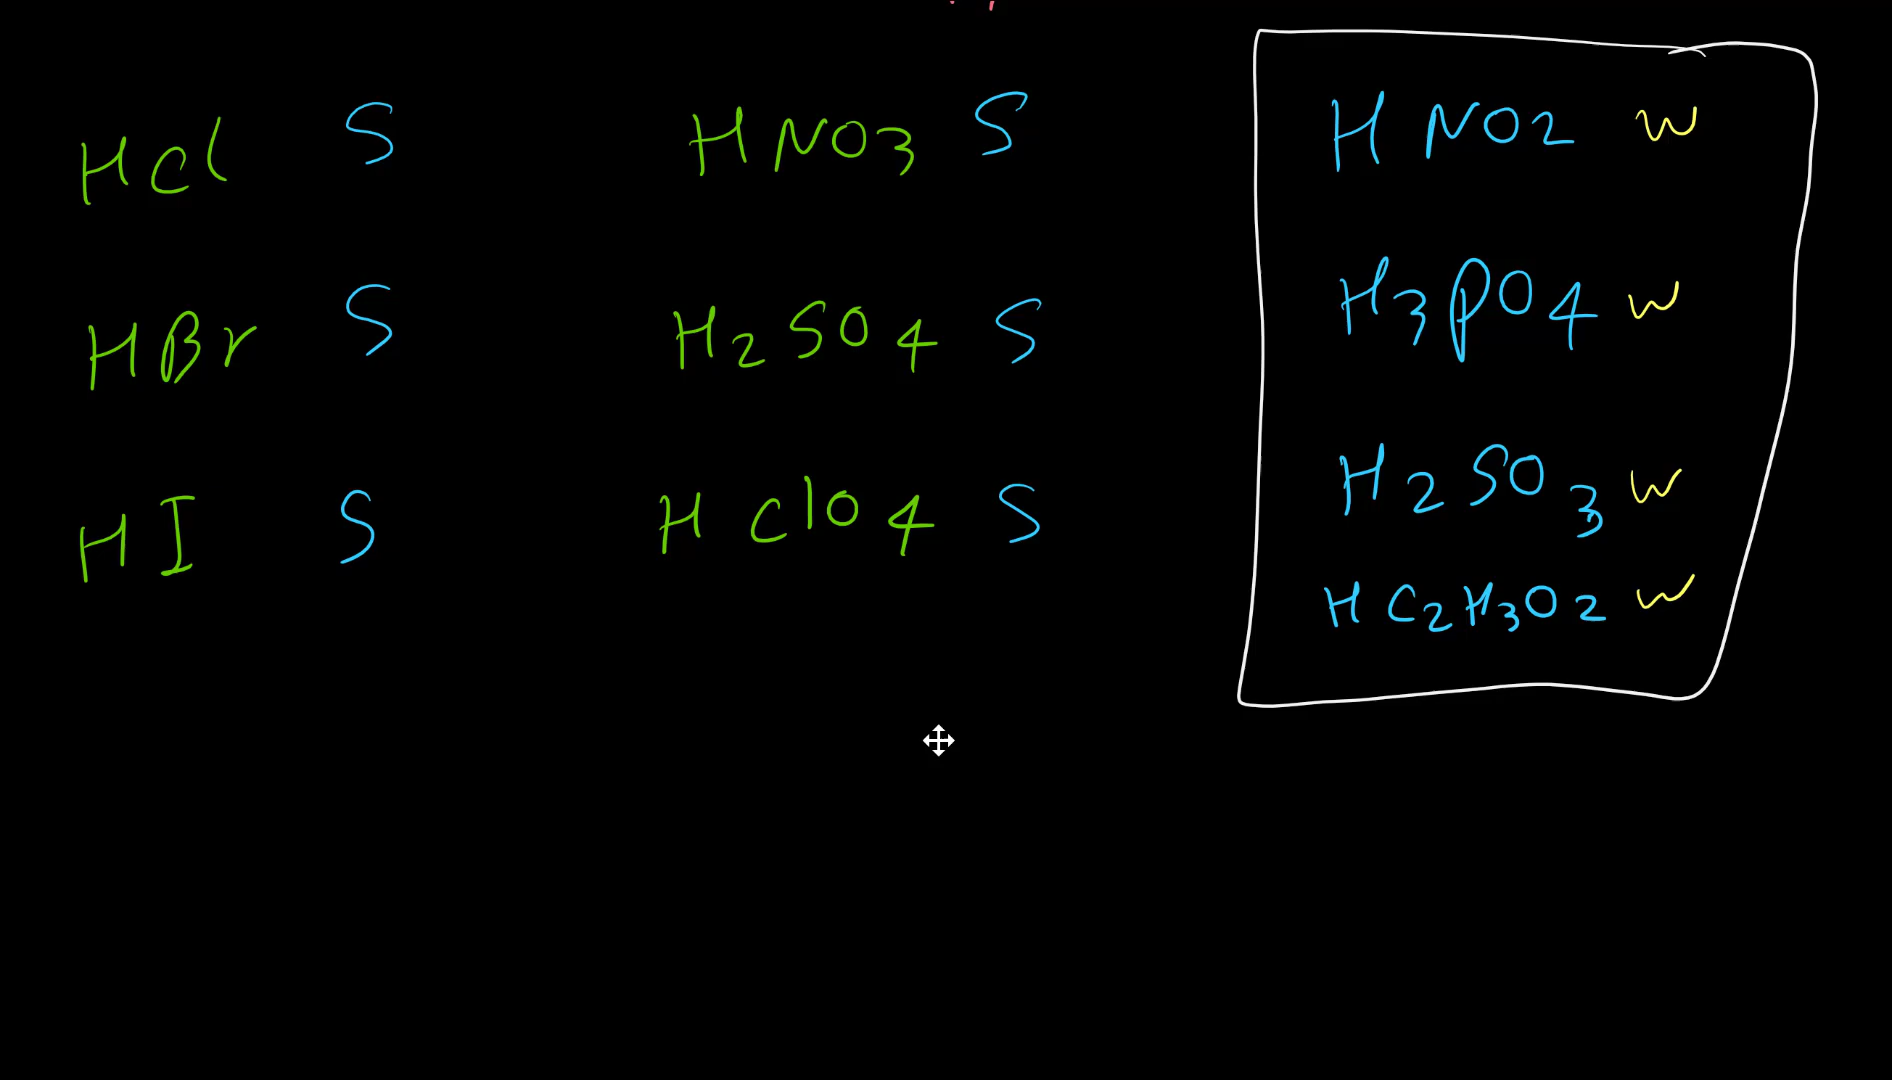 HCl S HNO3 S HNO2 w
HBr S H2SO4 S H3PO4 w
HI S HClO4 S H2SO3 w
HC2H3O2 w